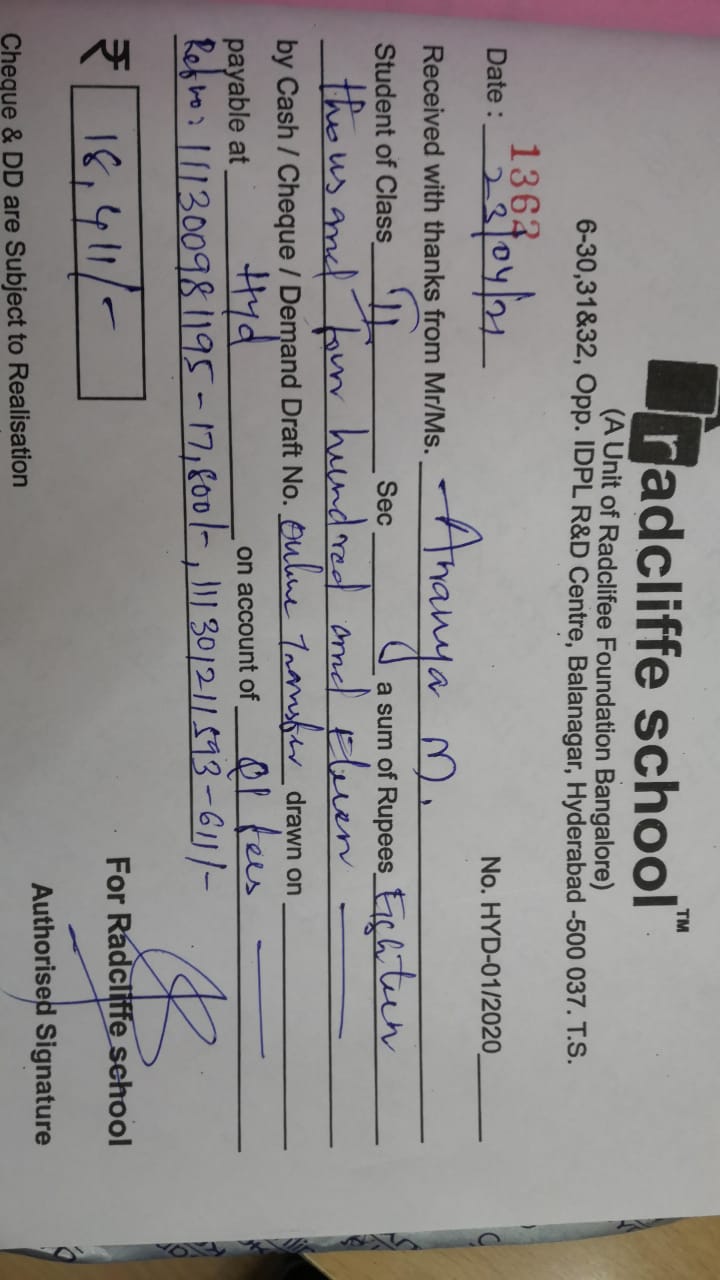 radcliffe school™
(A Unit of Radclifee Foundation Bangalore)
6-30,31&32, Opp. IDPL R&D Centre, Balanagar, Hyderabad -500 037. T.S.
1362
No. HYD-01/2020
Date : 23/04/21
Received with thanks from Mr/Ms. Ananya M.
Student of Class II Sec a sum of Rupees Eighteen
thousand four hundred and Eleven
by Cash / Cheque / Demand Draft No. Online Transfer drawn on
payable at Hyd on account of Q1 fees
Ref no: 111300981195 - 17,800/-, 111301211593 - 611/-
₹ 18,411/-
For Radcliffe school
Authorised Signature
Cheque & DD are Subject to Realisation